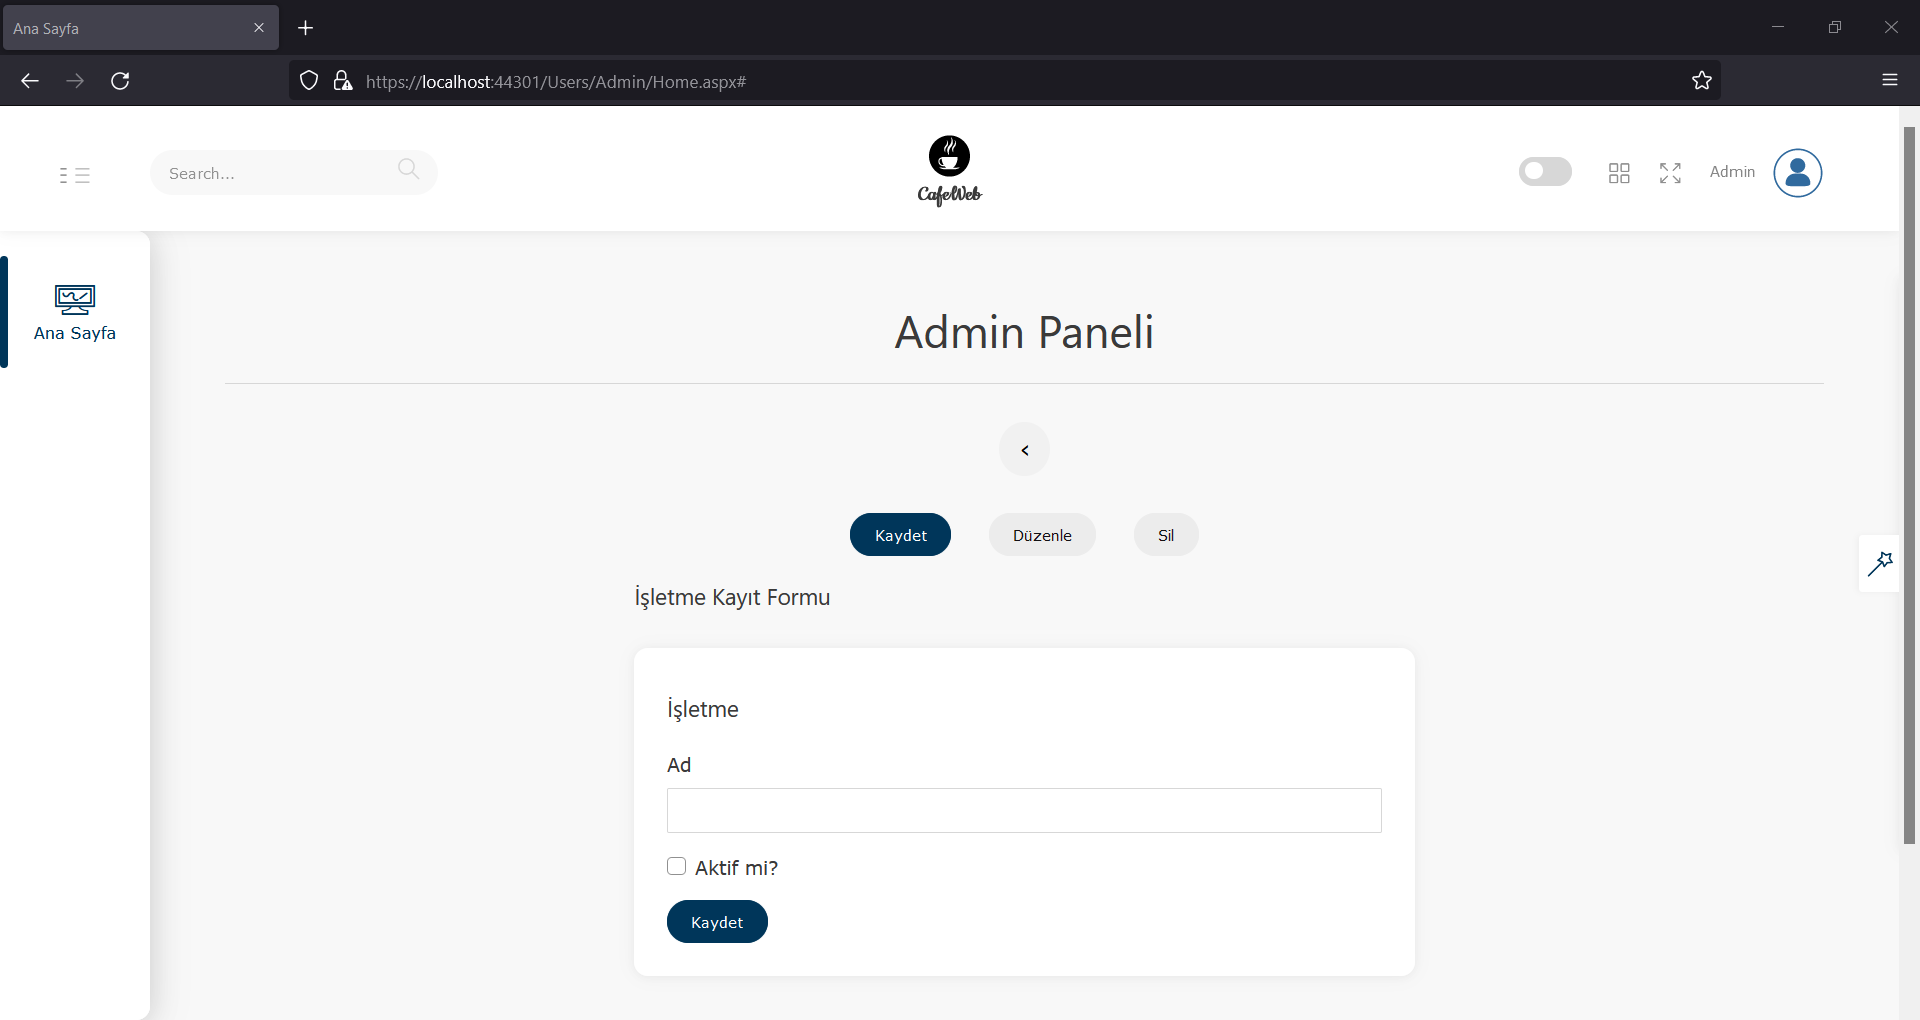 Ana Sayfa
https://localhost:44301/Users/Admin/Home.aspx#
Search...
CafeWeb
Admin
Ana Sayfa
Admin Paneli
<
Kaydet Düzenle Sil
İşletme Kayıt Formu
İşletme
Ad
Aktif mi?
Kaydet